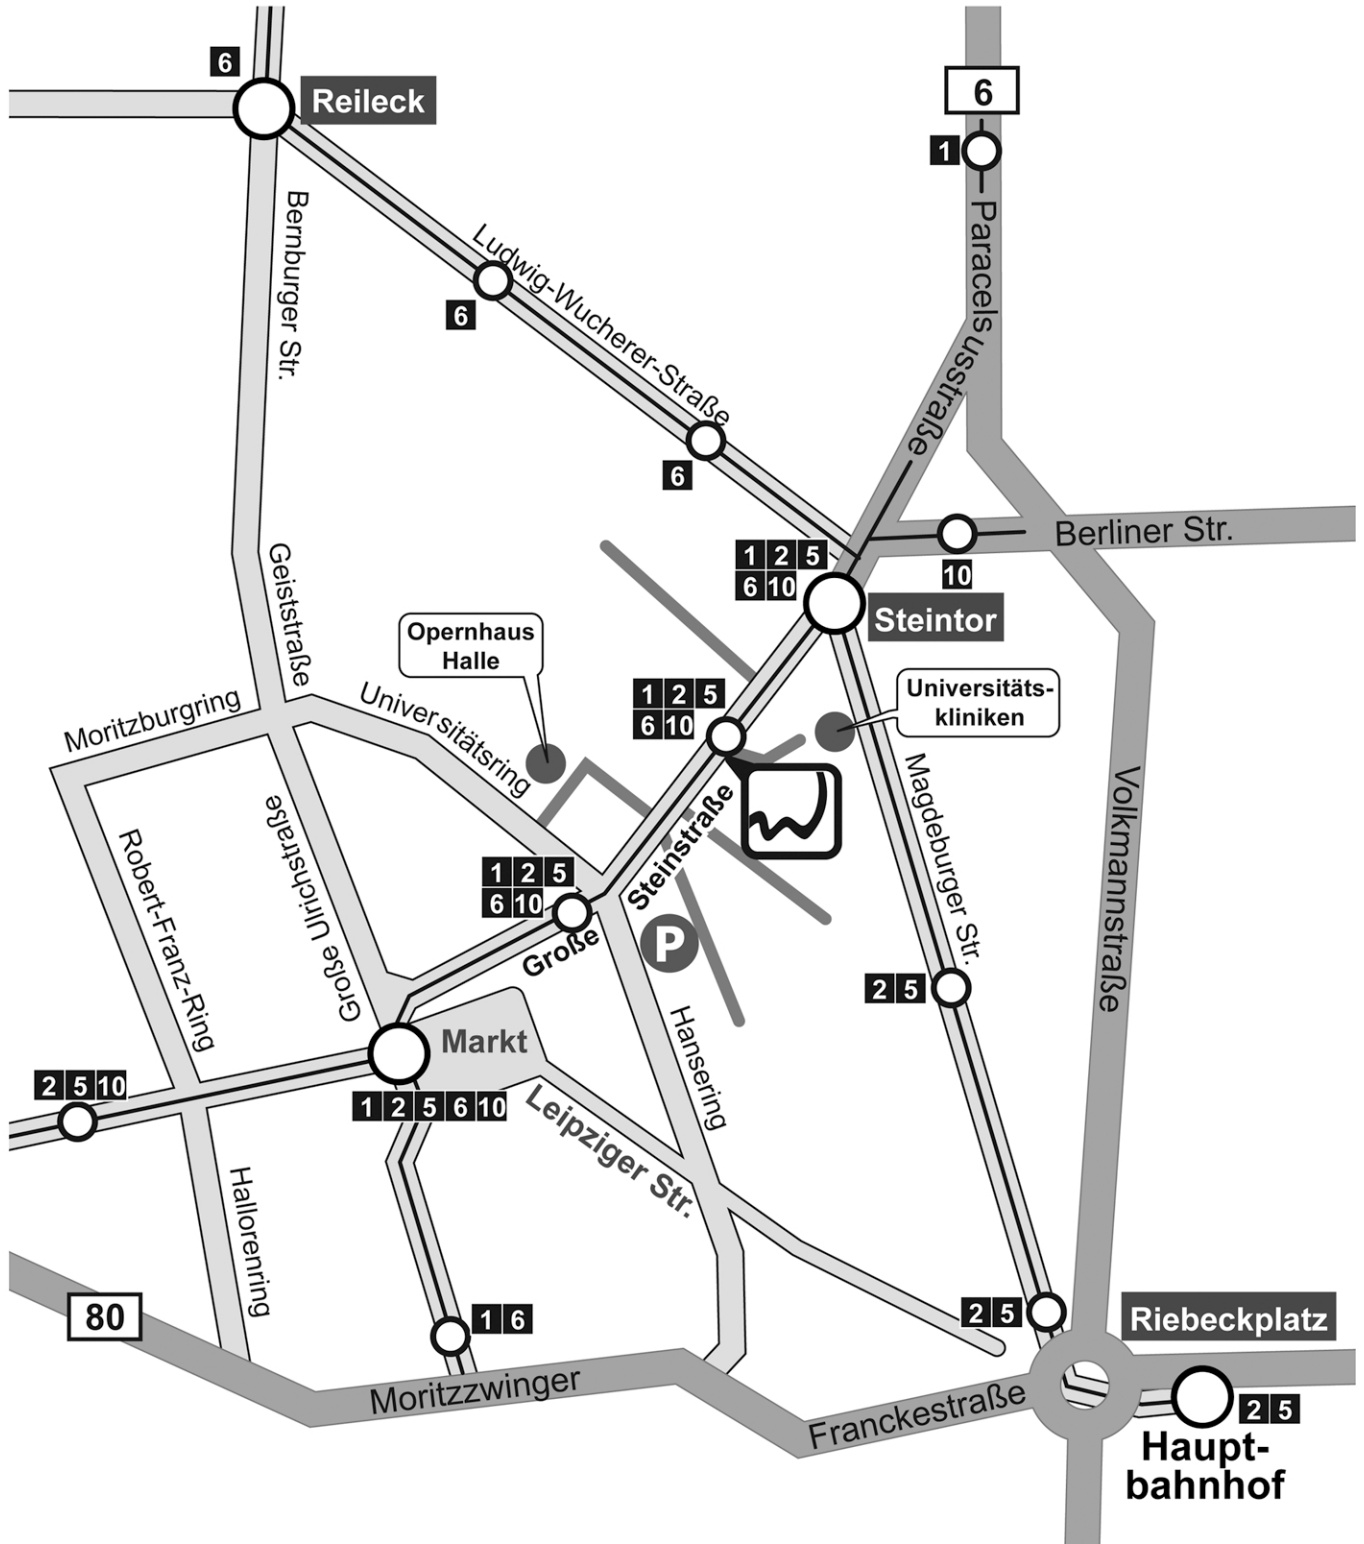 6
Reileck
6
1
Bernburger Str.
Ludwig-Wucherer-Straße
Paracelsusstraße
6
6
1 2 5
6 10
10
Berliner Str.
Steintor
Geiststraße
Opernhaus
Halle
Universitäts-
kliniken
1 2 5
6 10
Moritzburgring
Universitätsring
Magdeburger Str.
Volkmannstraße
Große Ulrichstraße
Robert-Franz-Ring
1 2 5
6 10
Große
Steinstraße
P
2 5
Markt
Hansering
2 5 10
1 2 5 6 10
Leipziger Str.
Hallorenring
80
1 6
2 5
Riebeckplatz
Moritzzwinger
Franckestraße
2 5
Haupt-
bahnhof